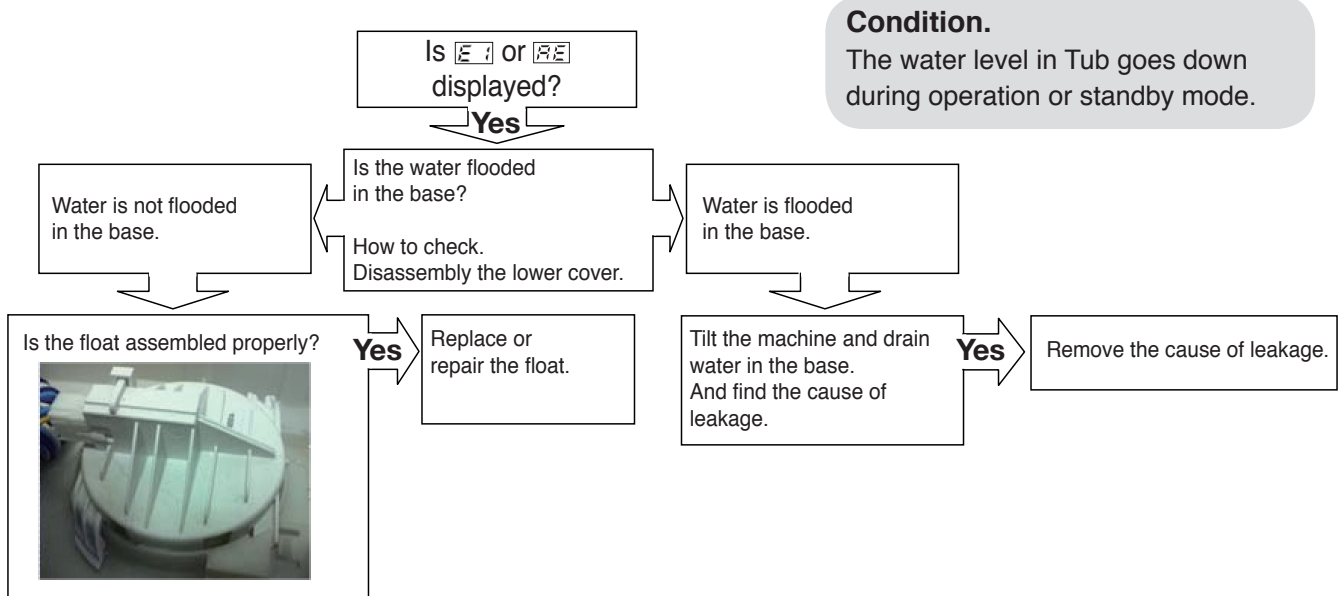 Is E1 or AE
displayed?
Condition.
The water level in Tub goes down
during operation or standby mode.
Yes
Water is not flooded
in the base.
Is the water flooded
in the base?
How to check.
Disassembly the lower cover.
Water is flooded
in the base.
Is the float assembled properly?
Yes
Replace or
repair the float.
Tilt the machine and drain
water in the base.
And find the cause of
leakage.
Yes
Remove the cause of leakage.